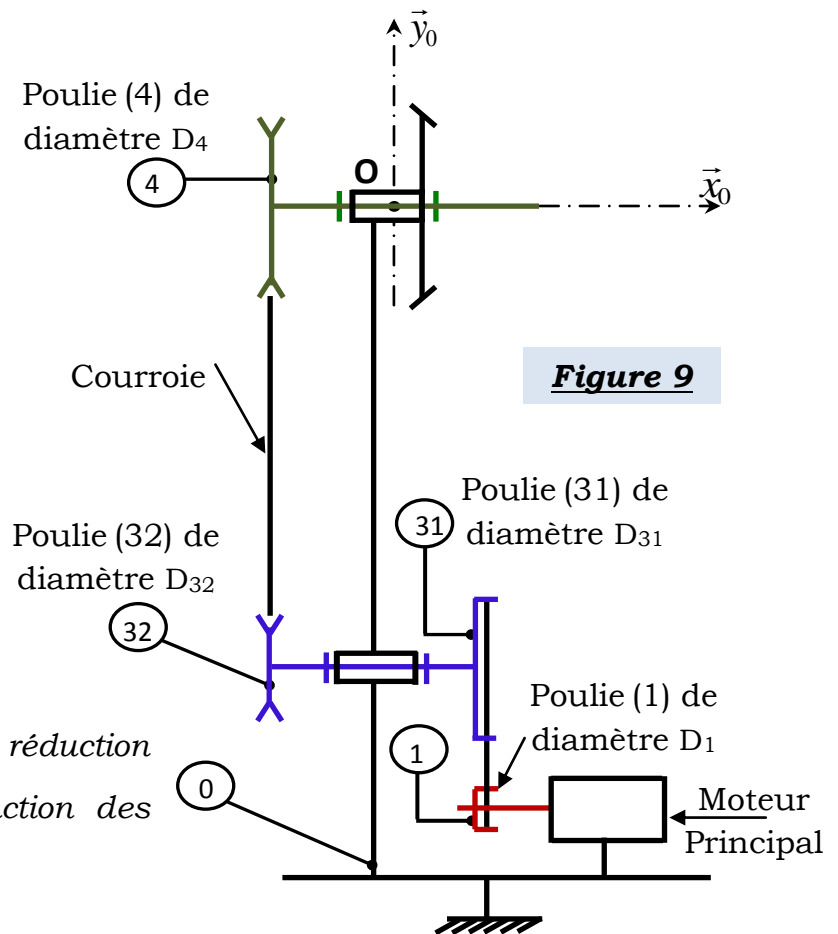 y₀
Poulie (4) de
diamètre D₄
4
O
x₀
Courroie
Figure 9
Poulie (31) de
diamètre D₃₁
31
Poulie (32) de
diamètre D₃₂
32
Poulie (1) de
diamètre D₁
1
réduction
ction des
0
Moteur
Principal